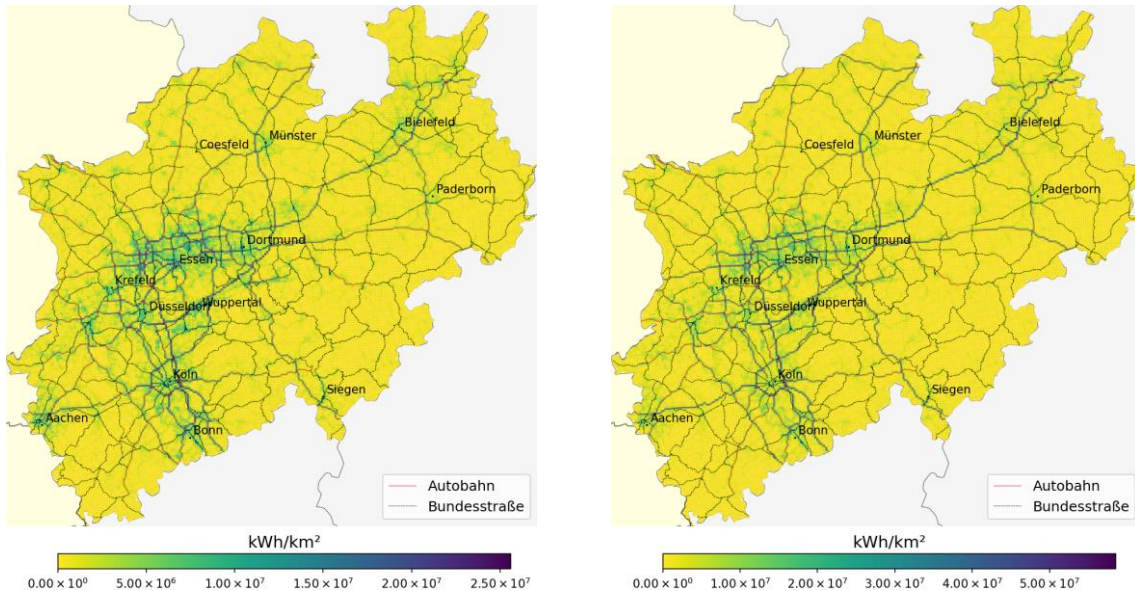 Bielefeld
Münster
Coesfeld
Paderborn
Dortmund
Essen
Krefeld
Wuppertal
Düsseldorf
Köln
Siegen
Aachen
Bonn
Autobahn
Bundesstraße
kWh/km²
0.00 × 10⁰ 5.00 × 10⁶ 1.00 × 10⁷ 1.50 × 10⁷ 2.00 × 10⁷ 2.50 × 10⁷
Bielefeld
Münster
Coesfeld
Paderborn
Dortmund
Essen
Krefeld
Wuppertal
Düsseldorf
Köln
Siegen
Aachen
Bonn
Autobahn
Bundesstraße
kWh/km²
0.00 × 10⁰ 1.00 × 10⁷ 2.00 × 10⁷ 3.00 × 10⁷ 4.00 × 10⁷ 5.00 × 10⁷